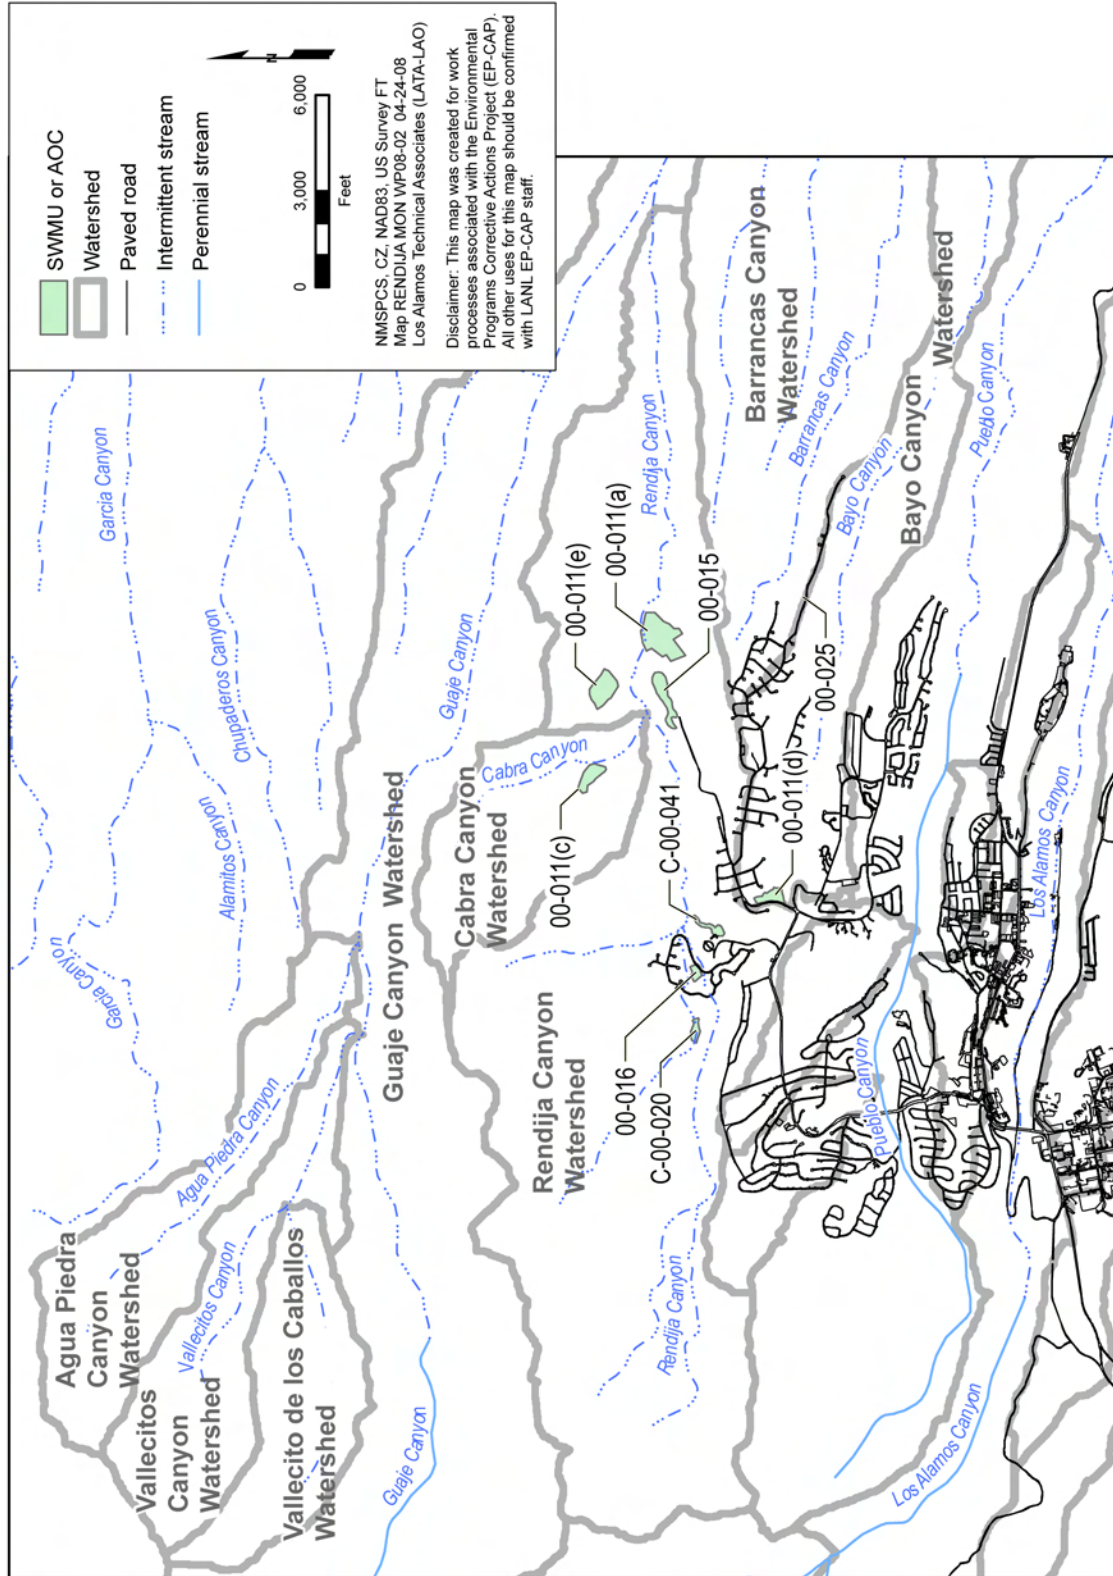 SWMU or AOC
Watershed
Paved road
Intermittent stream
Perennial stream
N
0
3,000
6,000
Feet
NMSPCS, CZ, NAD83, US Survey FT
Map RENDIJA MON WP08-02 04-24-08
Los Alamos Technical Associates (LATA-LAO)
Disclaimer: This map was created for work
processes associated with the Environmental
Programs Corrective Actions Project (EP-CAP).
All other uses for this map should be confirmed
with LANL EP-CAP staff.
Agua Piedra
Canyon
Watershed
Vallecitos
Canyon
Watershed
Vallecito de los Caballos
Watershed
Guaje Canyon Watershed
Cabra Canyon
Watershed
Rendija Canyon
Watershed
Barrancas Canyon
Watershed
Bayo Canyon
Watershed
Garcia Canyon
Garcia Canyon
Chupaderos Canyon
Alamitos Canyon
Agua Piedra Canyon
Vallecitos Canyon
Guaje Canyon
Guaje Canyon
Cabra Canyon
Rendija Canyon
Rendija Canyon
Barrancas Canyon
Bayo Canyon
Pueblo Canyon
Pueblo Canyon
Los Alamos Canyon
Los Alamos Canyon
00-011(e)
00-011(a)
00-015
00-011(c)
C-00-041
00-011(d)
00-025
00-016
C-00-020